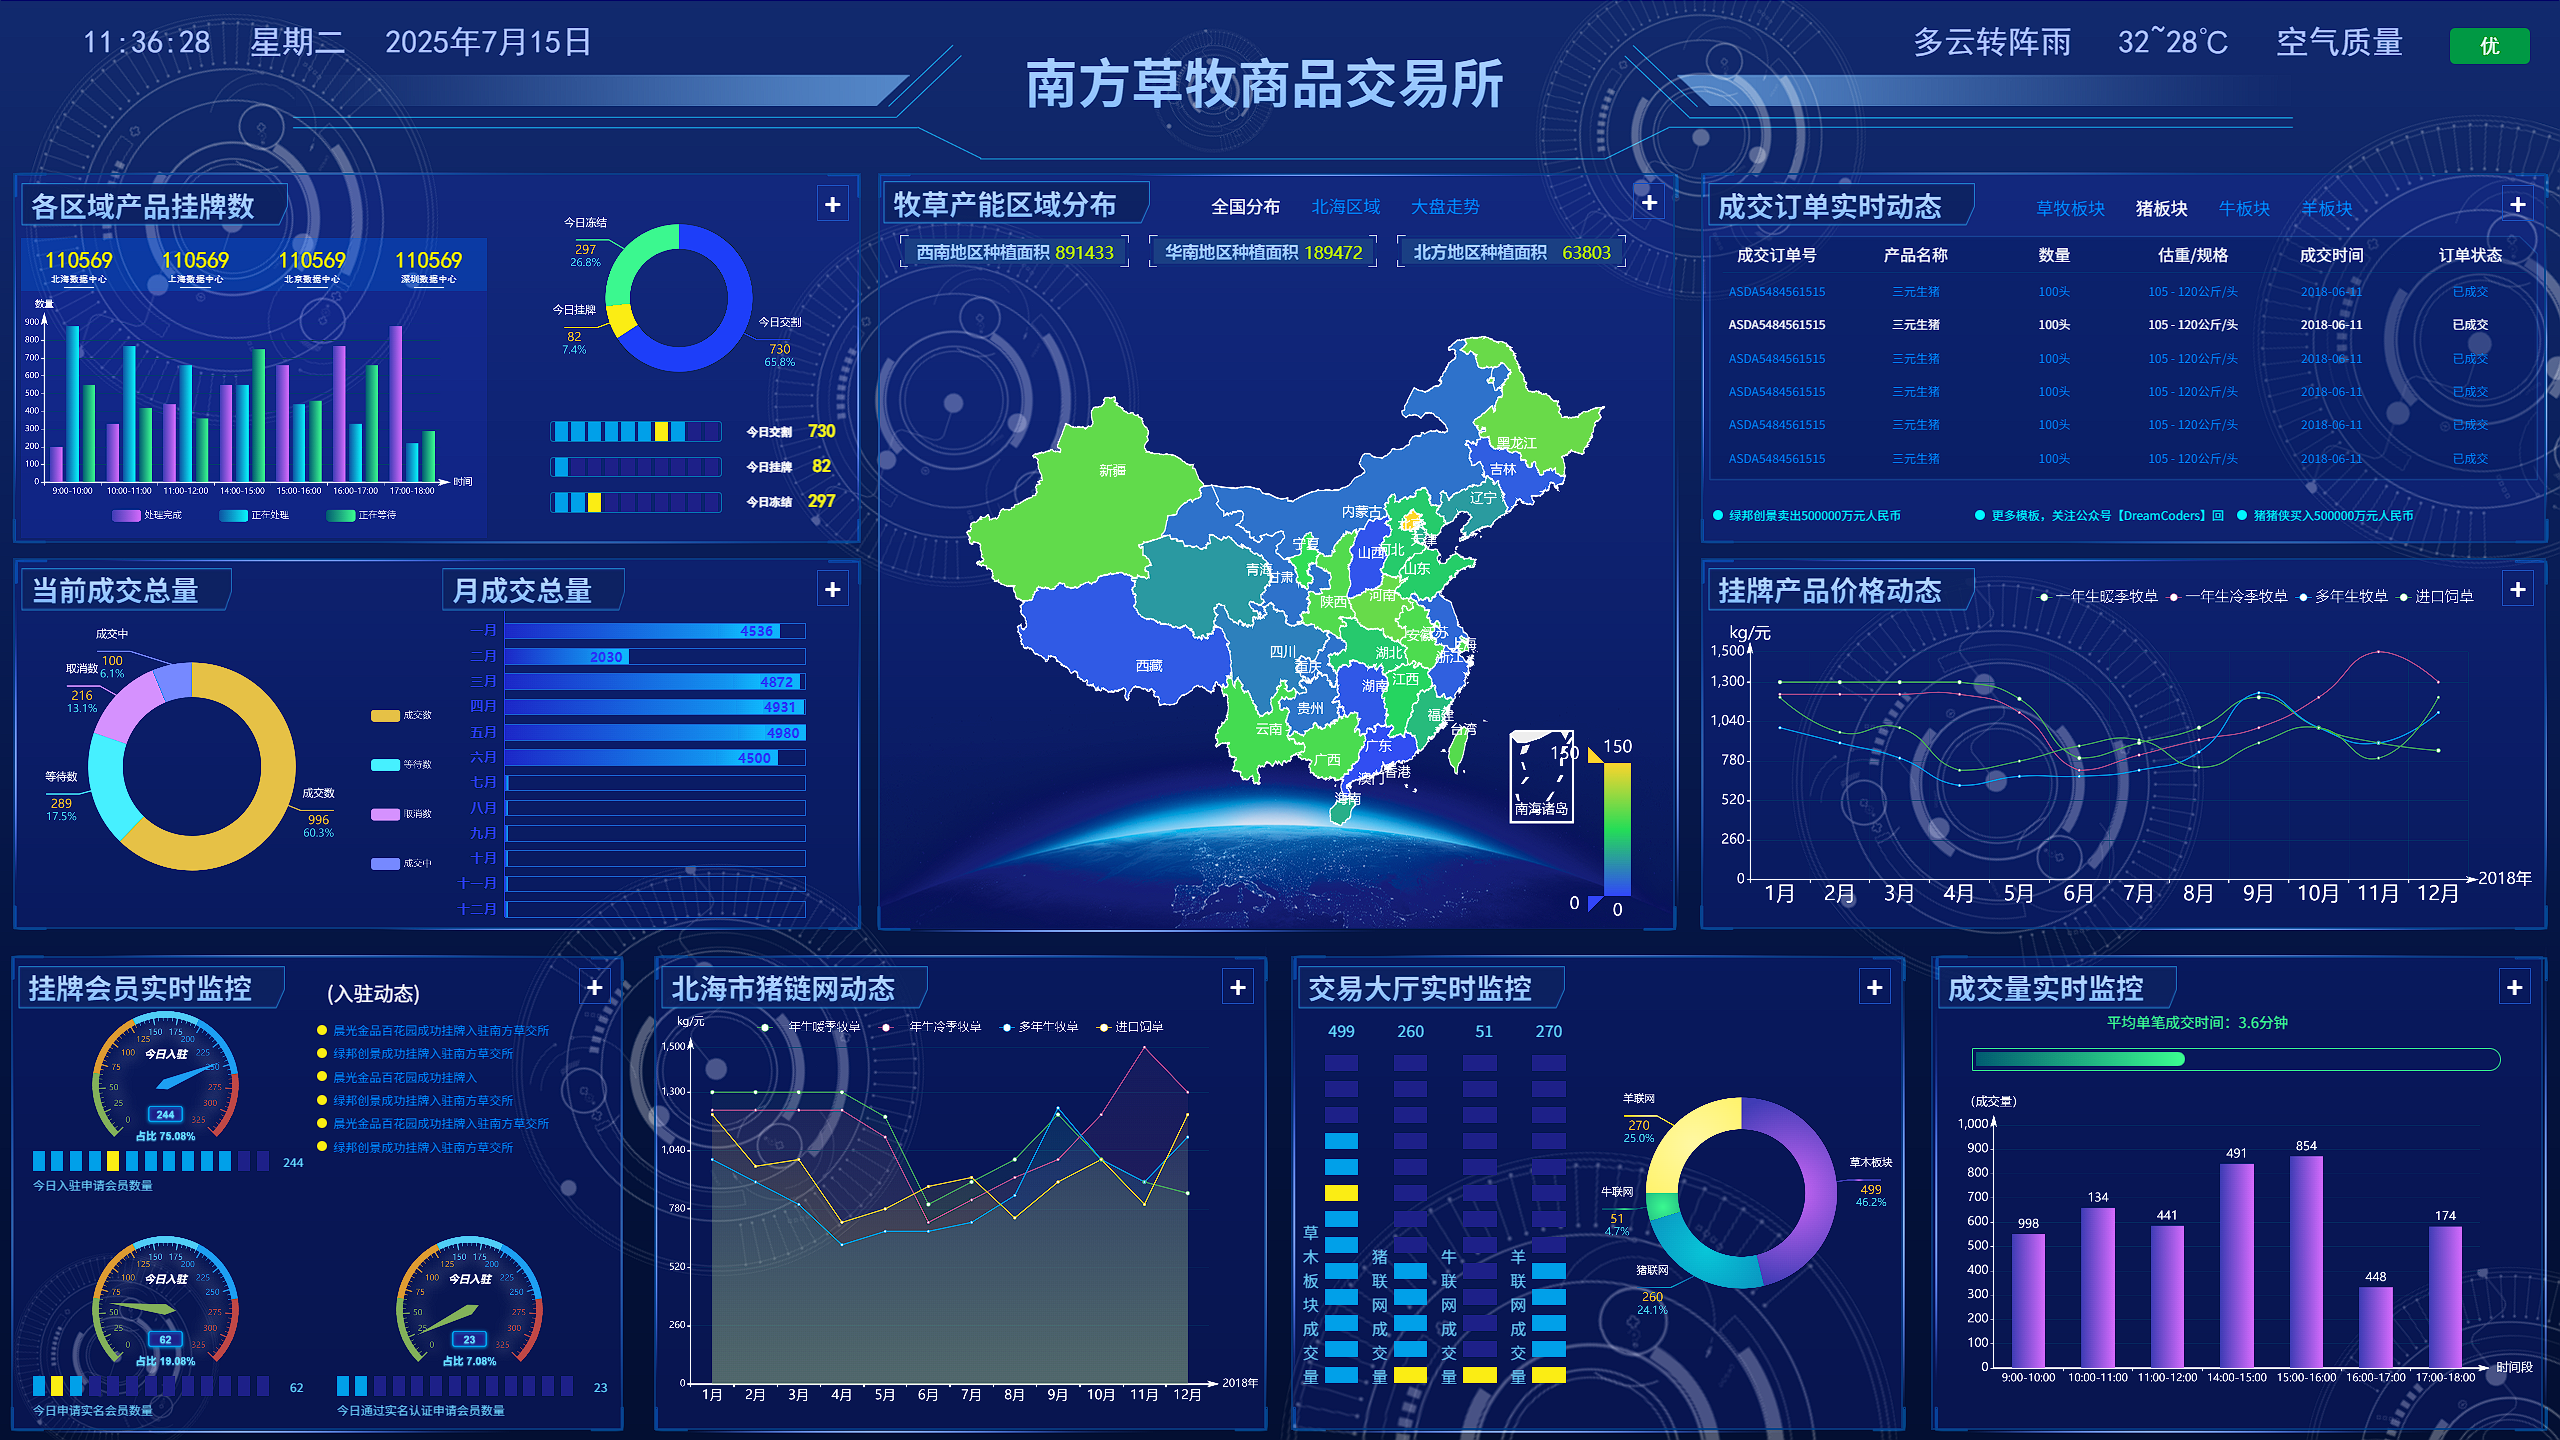 11:36:28 星期二 2025年7月15日
南方草牧商品交易所
多云转阵雨 32~28℃ 空气质量 优
各区域产品挂牌数
110569 110569 110569 110569
北海数据中心 上海数据中心 北京数据中心 深圳数据中心
数量
900
800
700
600
500
400
300
200
100
0
9:00-10:00 10:00-11:00 11:00-12:00 14:00-15:00 15:00-16:00 16:00-17:00 17:00-18:00 时间
处理完成 正在处理 正在等待
今日冻结
297
26.8%
今日挂牌
82
7.4%
今日交割
730
65.8%
今日交割 730
今日挂牌 82
今日冻结 297
牧草产能区域分布 全国分布 北海区域 大盘走势
西南地区种植面积 891433 华南地区种植面积 189472 北方地区种植面积 63803
黑龙江
吉林
辽宁
新疆
内蒙古
北京
天津
宁夏
山西
河北
山东
青海
甘肃
陕西
河南
安徽
江苏
上海
浙江
西藏
四川
重庆
湖北
湖南
江西
贵州
福建
台湾
云南
广西
广东
香港
澳门
海南
南海诸岛
150 150
0 0
成交订单实时动态 草牧板块 猪板块 牛板块 羊板块
成交订单号 产品名称 数量 估重/规格 成交时间 订单状态
ASDA5484561515 三元生猪 100头 105 - 120公斤/头 2018-06-11 已成交
ASDA5484561515 三元生猪 100头 105 - 120公斤/头 2018-06-11 已成交
ASDA5484561515 三元生猪 100头 105 - 120公斤/头 2018-06-11 已成交
ASDA5484561515 三元生猪 100头 105 - 120公斤/头 2018-06-11 已成交
ASDA5484561515 三元生猪 100头 105 - 120公斤/头 2018-06-11 已成交
ASDA5484561515 三元生猪 100头 105 - 120公斤/头 2018-06-11 已成交
绿邦创景卖出500000万元人民币 更多模板，关注公众号【DreamCoders】回 猪猪侠买入500000万元人民币
当前成交总量
成交中
100
6.1%
取消数
216
13.1%
等待数
289
17.5%
成交数
996
60.3%
成交数
等待数
取消数
成交中
月成交总量
一月 4536
二月 2030
三月 4872
四月 4931
五月 4980
六月 4500
七月
八月
九月
十月
十一月
十二月
挂牌产品价格动态
一年生暖季牧草 一年生冷季牧草 多年生牧草 进口饲草
kg/元
1,500
1,300
1,040
780
520
260
0
1月 2月 3月 4月 5月 6月 7月 8月 9月 10月 11月 12月 2018年
挂牌会员实时监控
(入驻动态)
晨光金品百花园成功挂牌入驻南方草交所
绿邦创景成功挂牌入驻南方草交所
晨光金品百花园成功挂牌入
绿邦创景成功挂牌入驻南方草交所
晨光金品百花园成功挂牌入驻南方草交所
绿邦创景成功挂牌入驻南方草交所
0 25 50 75 100 125 150 175 200 225 250 275 300 325
今日入驻
244
占比 75.08%
244
今日入驻申请会员数量
0 25 50 75 100 125 150 175 200 225 250 275 300 325
今日入驻
62
占比 19.08%
62
今日申请实名会员数量
0 25 50 75 100 125 150 175 200 225 250 275 300 325
今日入驻
23
占比 7.08%
23
今日通过实名认证申请会员数量
北海市猪链网动态
kg/元
年生暖季牧草 年生冷季牧草 多年生牧草 进口饲草
1,500
1,300
1,040
780
520
260
0
1月 2月 3月 4月 5月 6月 7月 8月 9月 10月 11月 12月 2018年
交易大厅实时监控
499 260 51 270
草木板块成交量
猪联网成交量
牛联网成交量
羊联网成交量
羊联网
270
25.0%
牛联网
51
4.7%
猪联网
260
24.1%
草木板块
499
46.2%
成交量实时监控
平均单笔成交时间：3.6分钟
(成交量)
1,000
900
800
700
600
500
400
300
200
100
0
998 134 441 491 854 448 174
9:00-10:00 10:00-11:00 11:00-12:00 14:00-15:00 15:00-16:00 16:00-17:00 17:00-18:00 时间段